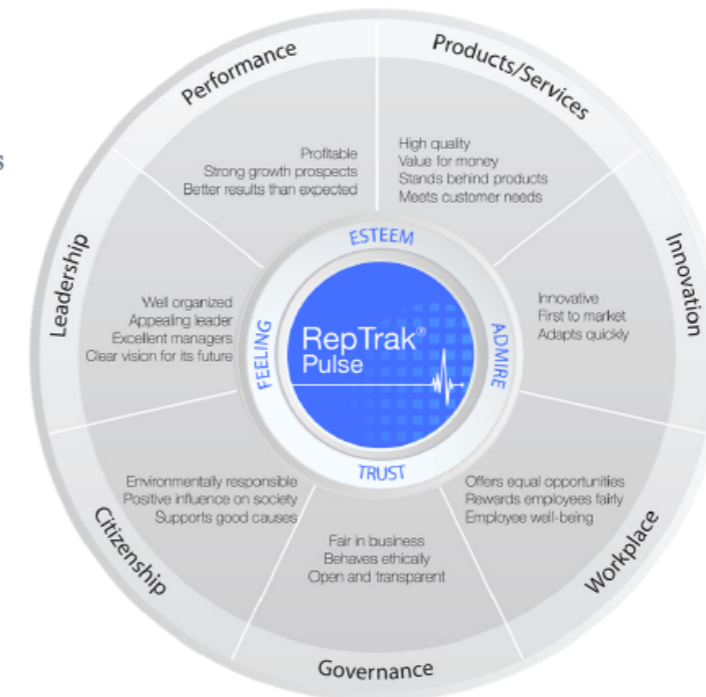 Performance
Profitable
Strong growth prospects
Better results than expected
Products/Services
High quality
Value for money
Stands behind products
Meets customer needs
Innovation
Innovative
First to market
Adapts quickly
Workplace
Offers equal opportunities
Rewards employees fairly
Employee well-being
Governance
Fair in business
Behaves ethically
Open and transparent
Citizenship
Environmentally responsible
Positive influence on society
Supports good causes
Leadership
Well organized
Appealing leader
Excellent managers
Clear vision for its future
ESTEEM
ADMIRE
TRUST
FEELING
RepTrak®
Pulse
s